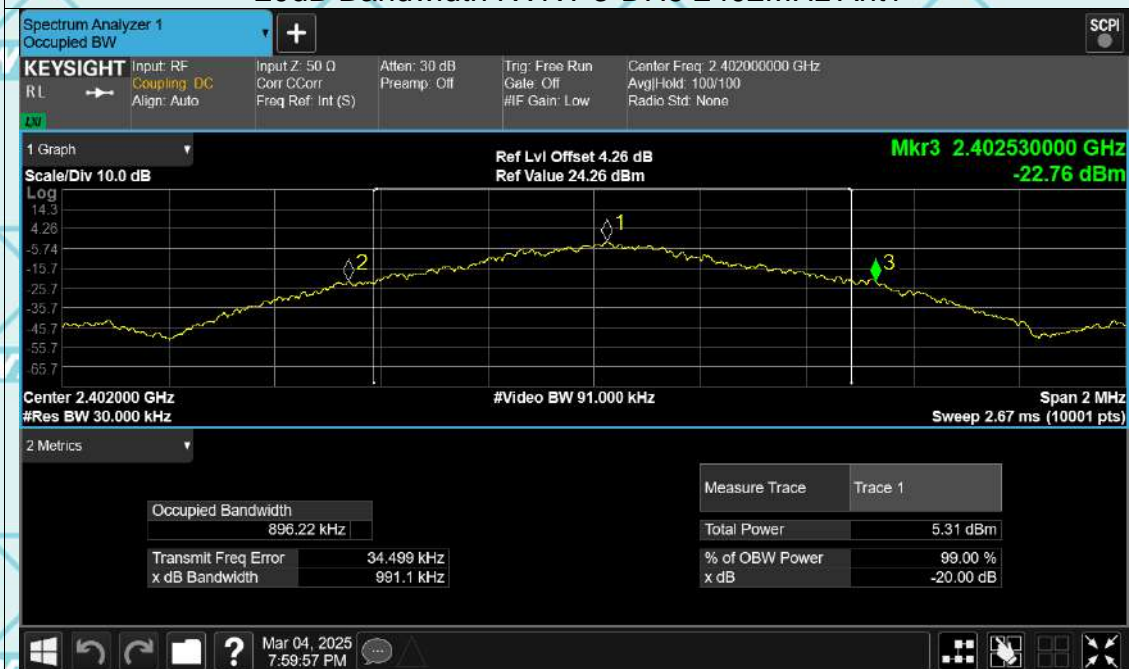 Spectrum Analyzer 1
Occupied BW
+
SCPI
KEYSIGHT
RL
LXI
Input: RF
Coupling: DC
Align: Auto
Input Z: 50 Ω
Corr CCorr
Freq Ref: Int (S)
Atten: 30 dB
Preamp: Off
Trig: Free Run
Gate: Off
#IF Gain: Low
Center Freq: 2.402000000 GHz
Avg|Hold: 100/100
Radio Std: None
1 Graph
Scale/Div 10.0 dB
Ref Lvl Offset 4.26 dB
Ref Value 24.26 dBm
Mkr3 2.402530000 GHz
-22.76 dBm
Log
14.3
4.26
-5.74
-15.7
-25.7
-35.7
-45.7
-55.7
-65.7
1
2
3
Center 2.402000 GHz
#Res BW 30.000 kHz
#Video BW 91.000 kHz
Span 2 MHz
Sweep 2.67 ms (10001 pts)
2 Metrics
Measure Trace Trace 1
Occupied Bandwidth
896.22 kHz
Total Power 5.31 dBm
Transmit Freq Error 34.499 kHz
% of OBW Power 99.00 %
x dB Bandwidth 991.1 kHz
x dB -20.00 dB
?
Mar 04, 2025
7:59:57 PM